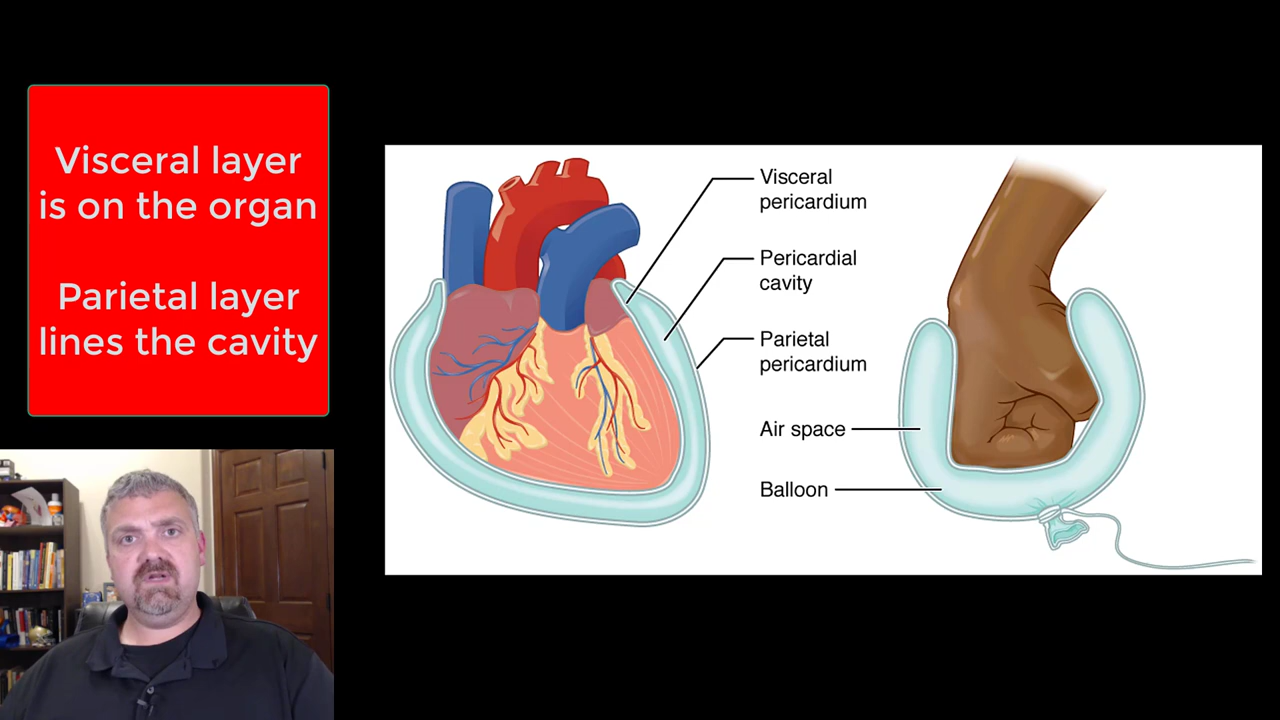 Visceral layer
is on the organ
Parietal layer
lines the cavity
Visceral
pericardium
Pericardial
cavity
Parietal
pericardium
Air space
Balloon